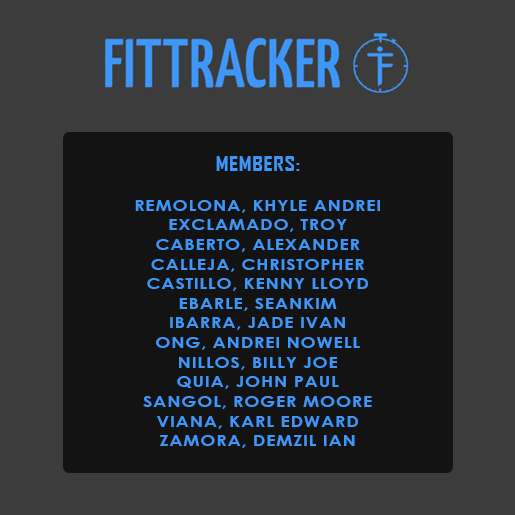 FITTRACKER
MEMBERS:
REMOLONA, KHYLE ANDREI
EXCLAMADO, TROY
CABERTO, ALEXANDER
CALLEJA, CHRISTOPHER
CASTILLO, KENNY LLOYD
EBARLE, SEANKIM
IBARRA, JADE IVAN
ONG, ANDREI NOWELL
NILLOS, BILLY JOE
QUIA, JOHN PAUL
SANGOL, ROGER MOORE
VIANA, KARL EDWARD
ZAMORA, DEMZIL IAN